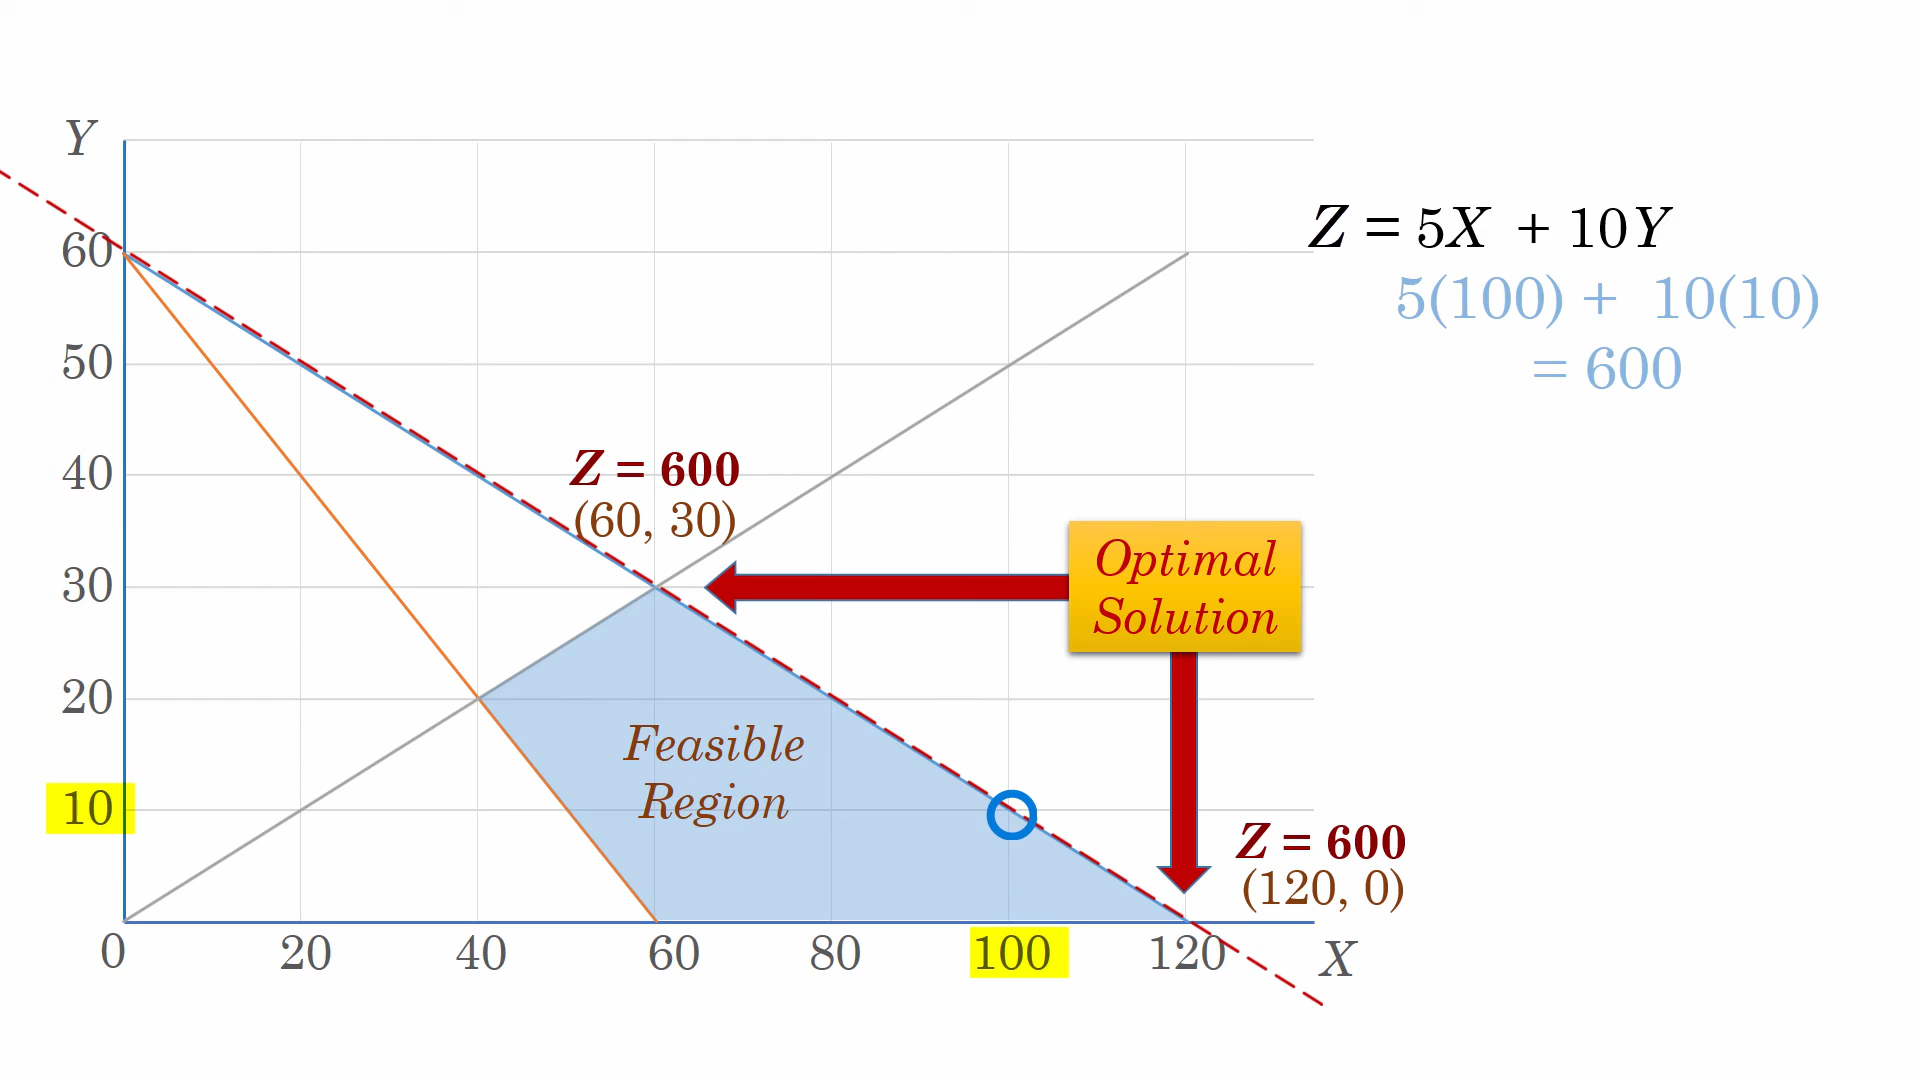 Y
60
50
40
30
20
10
0
20
40
60
80
100
120
X
Z = 600
(60, 30)
Optimal
Solution
Feasible
Region
Z = 600
(120, 0)
Z = 5X + 10Y
5(100) + 10(10)
= 600